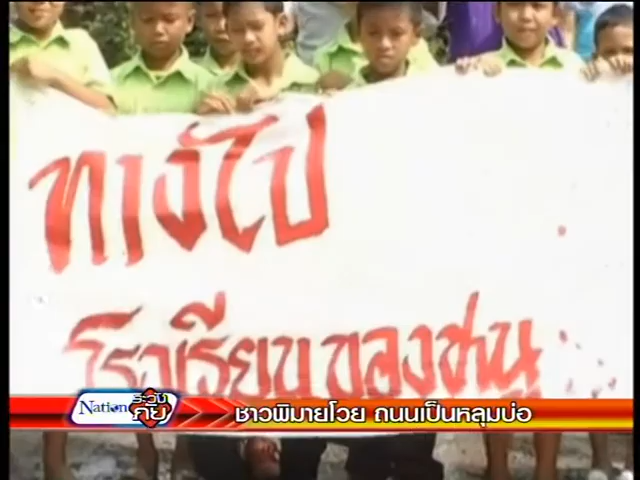 ทางไป
โรงเรียน ของชาน
Nation ระวังภัย
ชาวพิมายโวย ถนนเป็นหลุมบ่อ